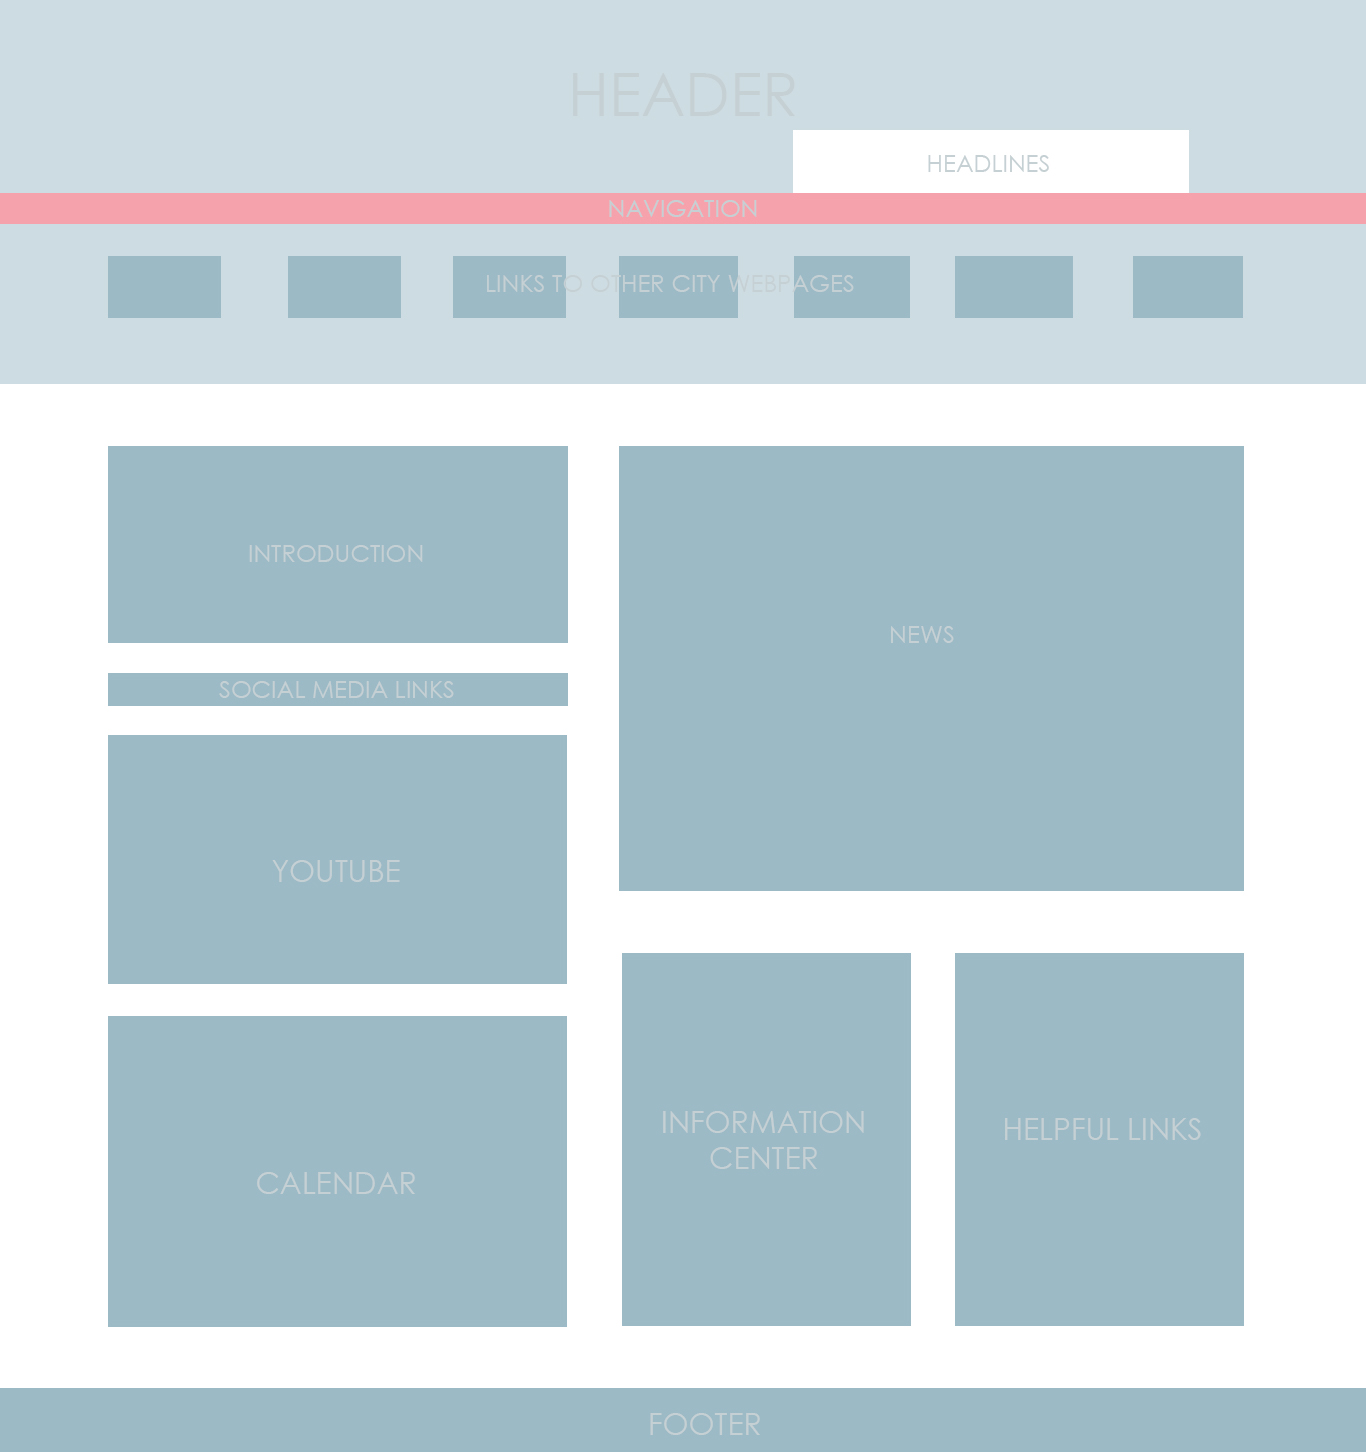 HEADER
HEADLINES
NAVIGATION
LINKS TO OTHER CITY WEBPAGES
INTRODUCTION
NEWS
SOCIAL MEDIA LINKS
YOUTUBE
CALENDAR
INFORMATION
CENTER
HELPFUL LINKS
FOOTER